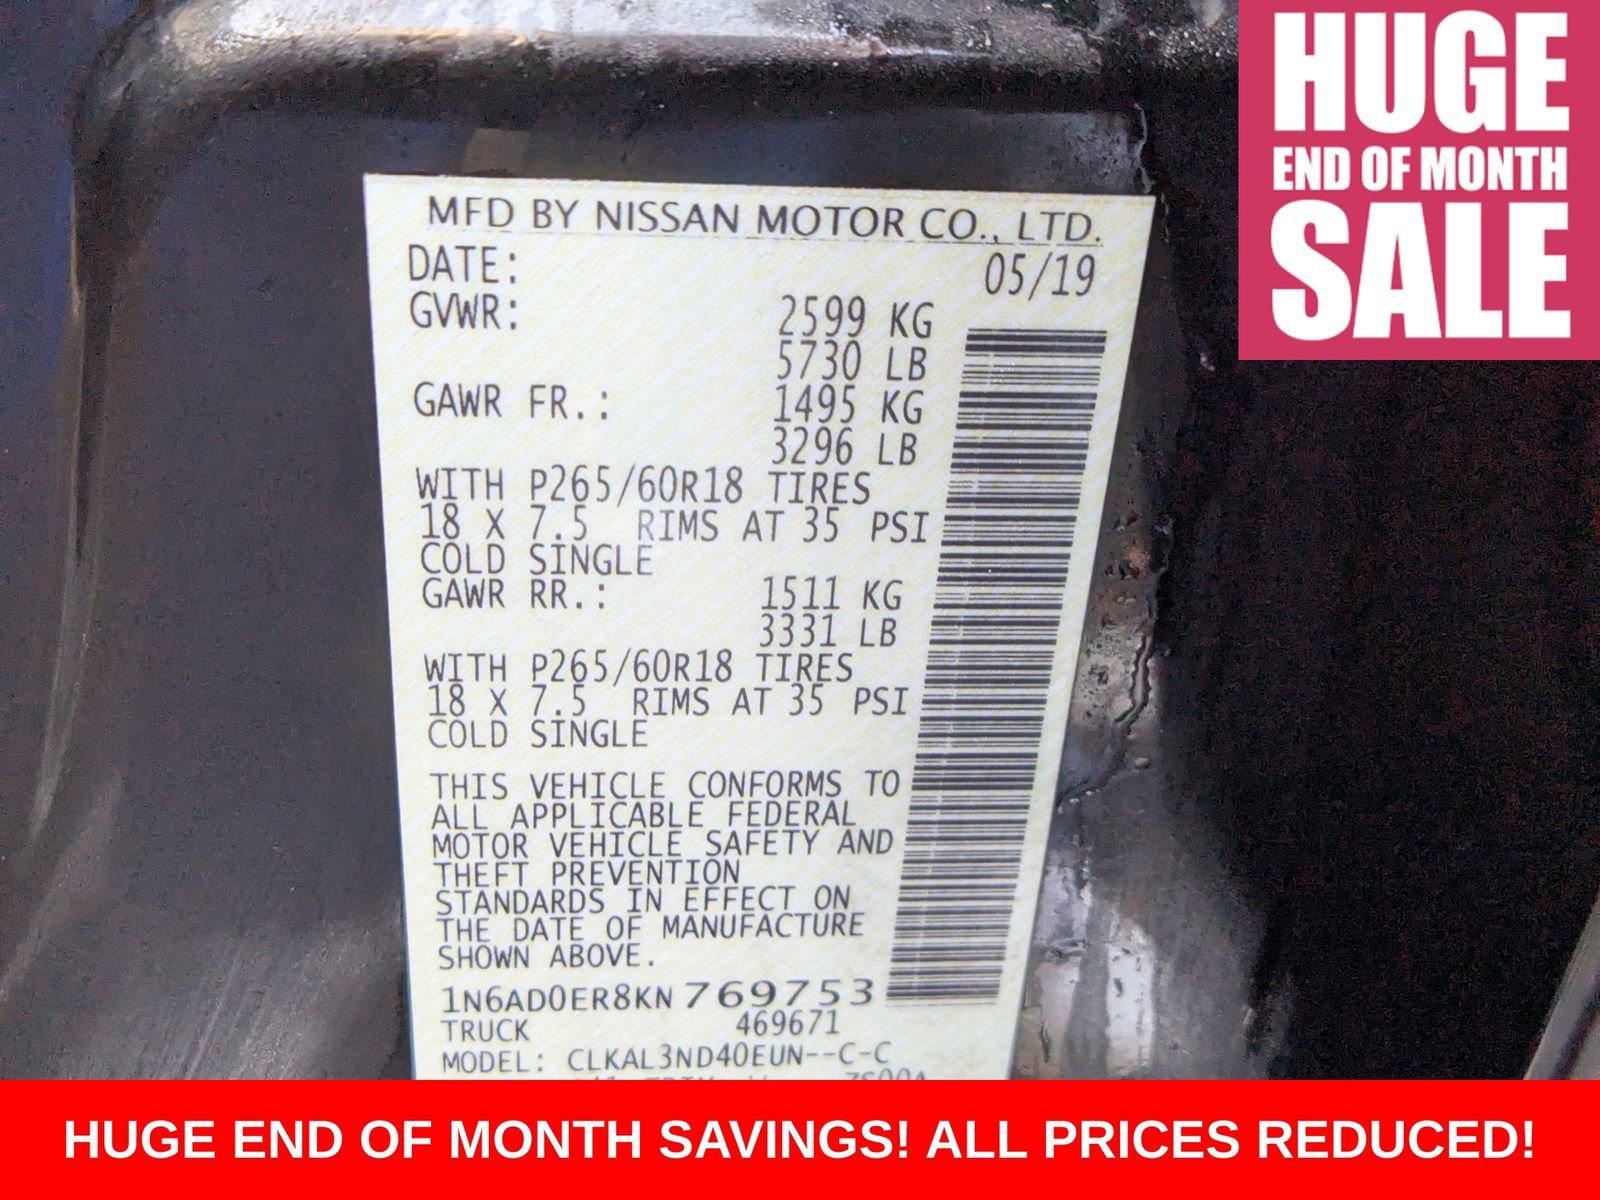 MFD BY NISSAN MOTOR CO., LTD.
DATE: 05/19
GVWR: 2599 KG
5730 LB
GAWR FR.: 1495 KG
3296 LB
WITH P265/60R18 TIRES
18 X 7.5 RIMS AT 35 PSI
COLD SINGLE
GAWR RR.: 1511 KG
3331 LB
WITH P265/60R18 TIRES
18 X 7.5 RIMS AT 35 PSI
COLD SINGLE
THIS VEHICLE CONFORMS TO
ALL APPLICABLE FEDERAL
MOTOR VEHICLE SAFETY AND
THEFT PREVENTION
STANDARDS IN EFFECT ON
THE DATE OF MANUFACTURE
SHOWN ABOVE.
1N6AD0ER8KN769753
TRUCK 469671
MODEL: CLKAL3ND40EUN--C-C
HUGE
END OF MONTH
SALE
HUGE END OF MONTH SAVINGS! ALL PRICES REDUCED!